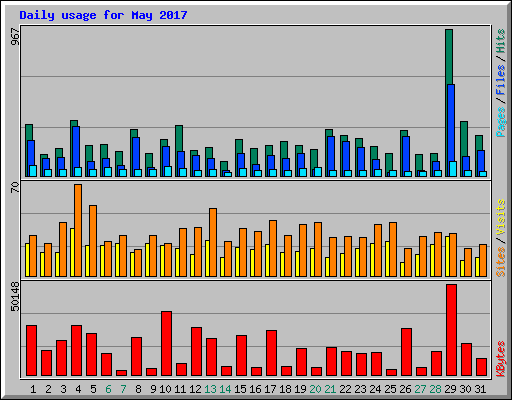 Daily usage for May 2017
967
Pages / Files / Hits
70
Sites / Visits
50148
KBytes
1 2 3 4 5 6 7 8 9 10 11 12 13 14 15 16 17 18 19 20 21 22 23 24 25 26 27 28 29 30 31